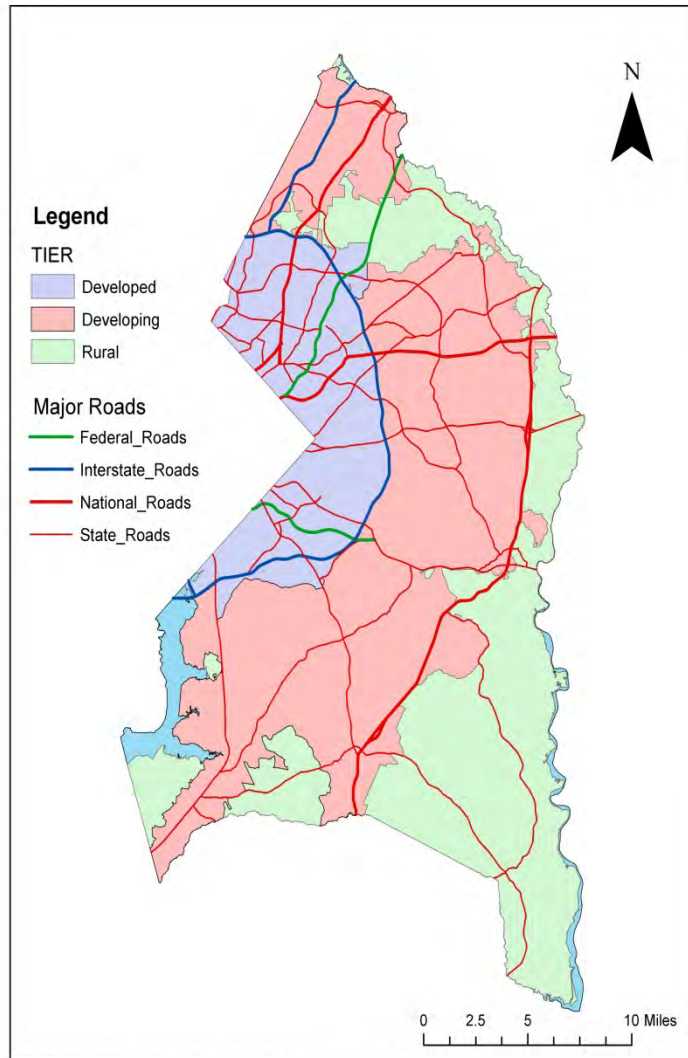 N
Legend
TIER
Developed
Developing
Rural
Major Roads
Federal_Roads
Interstate_Roads
National_Roads
State_Roads
0 2.5 5 10 Miles